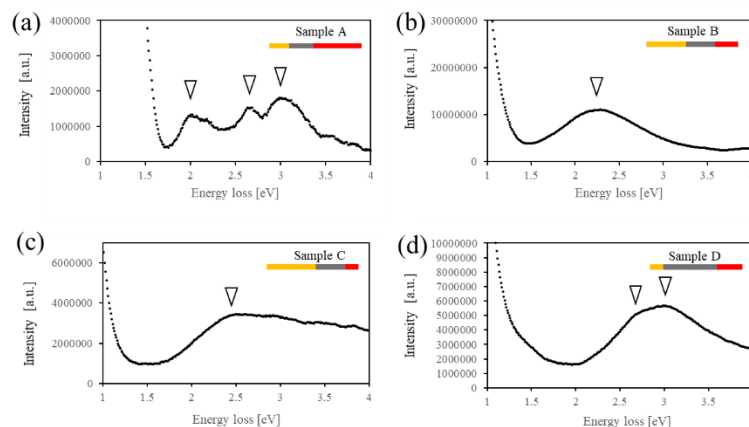 (a)
Sample A
4000000
3000000
2000000
1000000
0
Intensity [a.u.]
1 1.5 2 2.5 3 3.5 4
Energy loss [eV]
(b)
Sample B
30000000
20000000
10000000
0
Intensity [a.u.]
1 1.5 2 2.5 3 3.5
Energy loss [eV]
(c)
Sample C
6000000
4000000
2000000
0
Intensity [a.u.]
1 1.5 2 2.5 3 3.5 4
Energy loss [eV]
(d)
Sample D
10000000
9000000
8000000
7000000
6000000
5000000
4000000
3000000
2000000
1000000
0
Intensity [a.u.]
1 1.5 2 2.5 3 3.5
Energy loss [eV]